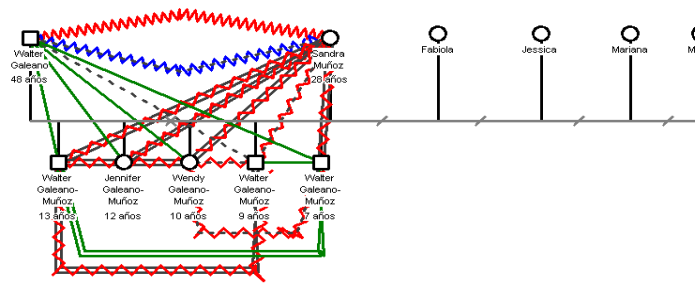 Walter
Galeano
48 años
Sandra
Muñoz
28 años
Fabiola
Jessica
Mariana
M
Walter
Galeano-
Muñoz
13 años
Jennifer
Galeano-
Muñoz
12 años
Wendy
Galeano-
Muñoz
10 años
Walter
Galeano-
Muñoz
9 años
Walter
Galeano-
Muñoz
7 años